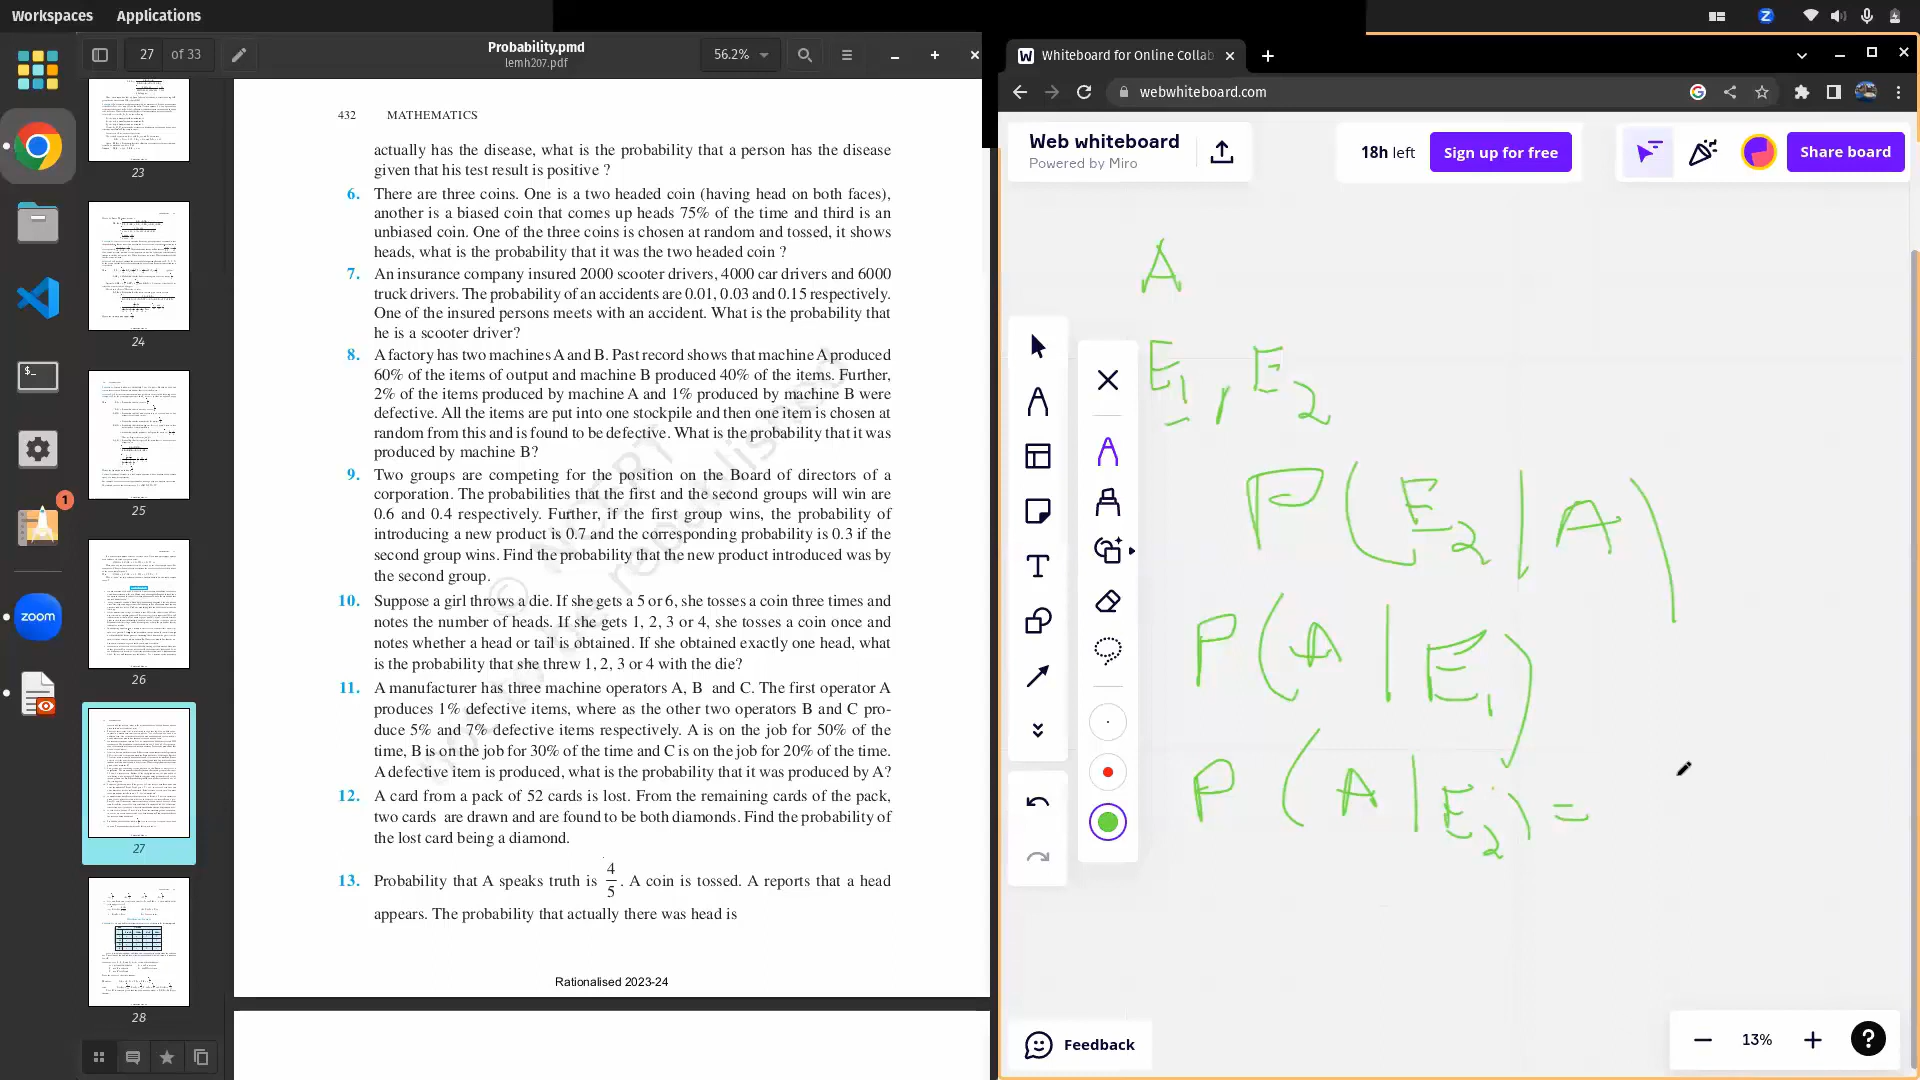 Workspaces Applications
27 of 33
Probability.pmd
lemh207.pdf
56.2%
23
24
25
26
27
28
1
zoom
432 MATHEMATICS
actually has the disease, what is the probability that a person has the disease
given that his test result is positive ?
6. There are three coins. One is a two headed coin (having head on both faces),
another is a biased coin that comes up heads 75% of the time and third is an
unbiased coin. One of the three coins is chosen at random and tossed, it shows
heads, what is the probability that it was the two headed coin ?
7. An insurance company insured 2000 scooter drivers, 4000 car drivers and 6000
truck drivers. The probability of an accidents are 0.01, 0.03 and 0.15 respectively.
One of the insured persons meets with an accident. What is the probability that
he is a scooter driver?
8. A factory has two machines A and B. Past record shows that machine A produced
60% of the items of output and machine B produced 40% of the items. Further,
2% of the items produced by machine A and 1% produced by machine B were
defective. All the items are put into one stockpile and then one item is chosen at
random from this and is found to be defective. What is the probability that it was
produced by machine B?
9. Two groups are competing for the position on the Board of directors of a
corporation. The probabilities that the first and the second groups will win are
0.6 and 0.4 respectively. Further, if the first group wins, the probability of
introducing a new product is 0.7 and the corresponding probability is 0.3 if the
second group wins. Find the probability that the new product introduced was by
the second group.
10. Suppose a girl throws a die. If she gets a 5 or 6, she tosses a coin three times and
notes the number of heads. If she gets 1, 2, 3 or 4, she tosses a coin once and
notes whether a head or tail is obtained. If she obtained exactly one head, what
is the probability that she threw 1, 2, 3 or 4 with the die?
11. A manufacturer has three machine operators A, B and C. The first operator A
produces 1% defective items, where as the other two operators B and C pro-
duce 5% and 7% defective items respectively. A is on the job for 50% of the
time, B is on the job for 30% of the time and C is on the job for 20% of the time.
A defective item is produced, what is the probability that it was produced by A?
12. A card from a pack of 52 cards is lost. From the remaining cards of the pack,
two cards are drawn and are found to be both diamonds. Find the probability of
the lost card being a diamond.
13. Probability that A speaks truth is 4/5. A coin is tossed. A reports that a head
appears. The probability that actually there was head is
Rationalised 2023-24
Whiteboard for Online Collab
webwhiteboard.com
Web whiteboard
Powered by Miro
18h left
Sign up for free
Share board
A
E1, E2
P(E2|A)
P(A|E1)
P(A|E2) =
Feedback
13%